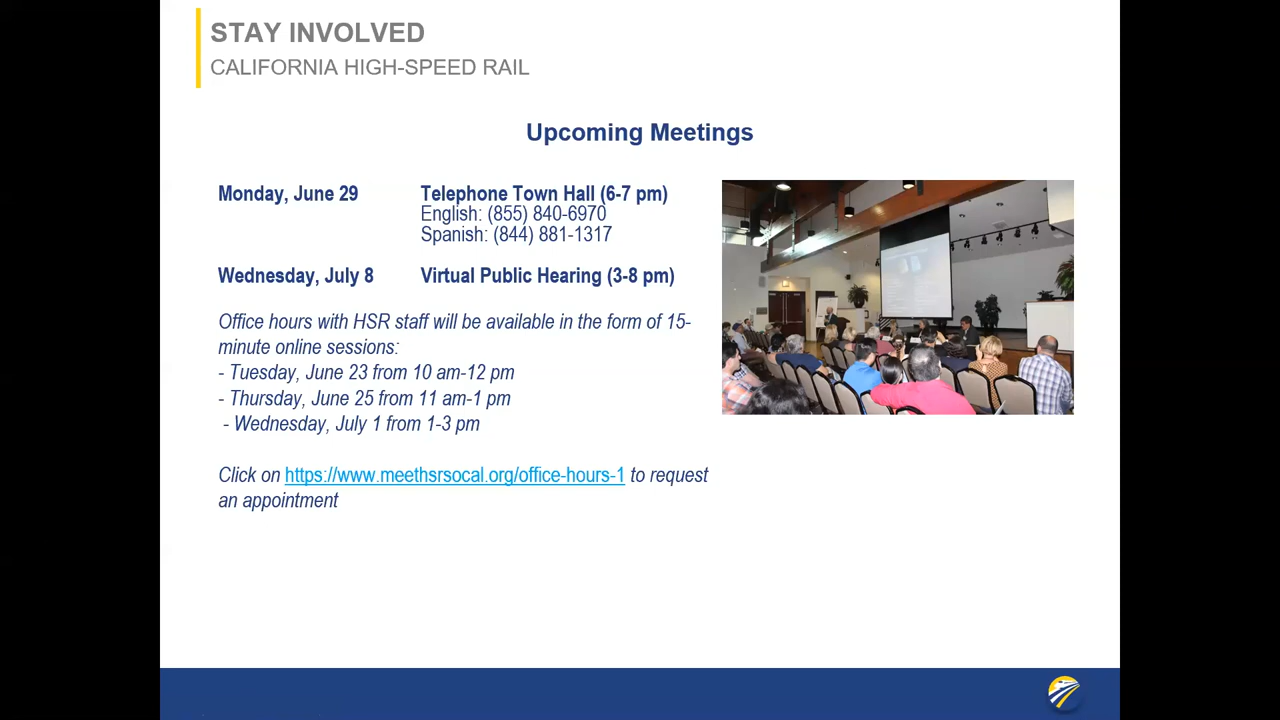 STAY INVOLVED
CALIFORNIA HIGH-SPEED RAIL
Upcoming Meetings
Monday, June 29 Telephone Town Hall (6-7 pm)
English: (855) 840-6970
Spanish: (844) 881-1317
Wednesday, July 8 Virtual Public Hearing (3-8 pm)
Office hours with HSR staff will be available in the form of 15-
minute online sessions:
- Tuesday, June 23 from 10 am-12 pm
- Thursday, June 25 from 11 am-1 pm
- Wednesday, July 1 from 1-3 pm
Click on https://www.meethsrsocal.org/office-hours-1 to request
an appointment